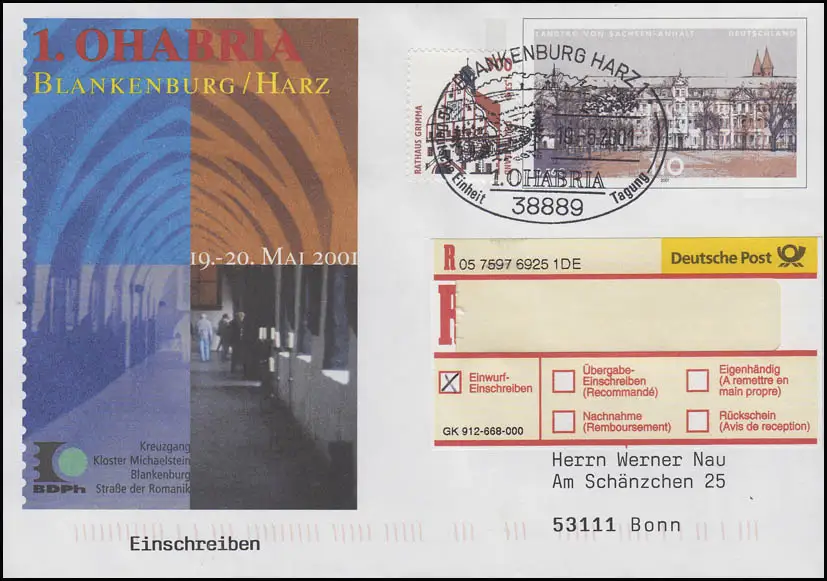 1. OHABRIA
BLANKENBURG/HARZ
19.-20. MAI 2001
Kreuzgang
Kloster Michaelstein
Blankenburg
Straße der Romanik
BDPh
Einschreiben
RATHAUS GRIMMA
LANDTAG VON SACHSEN-ANHALT DEUTSCHLAND
2001
BLANKENBURG HARZ 1
19.-5.2001
1. OHABRIA
Einheit
Tagung
38889
R 05 7597 6925 1DE
Deutsche Post
R
Einwurf-
Einschreiben
Übergabe-
Einschreiben
(Recommandé)
Eigenhändig
(A remettre en
main propre)
Nachnahme
(Remboursement)
Rückschein
(Avis de reception)
GK 912-668-000
Herrn Werner Nau
Am Schänzchen 25
53111 Bonn